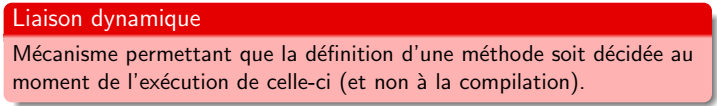 Liaison dynamique
Mécanisme permettant que la définition d'une méthode soit décidée au
moment de l'exécution de celle-ci (et non à la compilation).